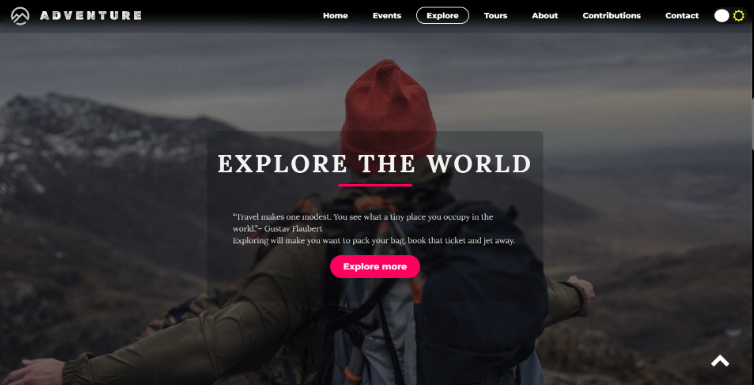 ADVENTURE
Home Events Explore Tours About Contributions Contact
EXPLORE THE WORLD
“Travel makes one modest. You see what a tiny place you occupy in the
world.”– Gustav Flaubert
Exploring will make you want to pack your bag, book that ticket and jet away.
Explore more